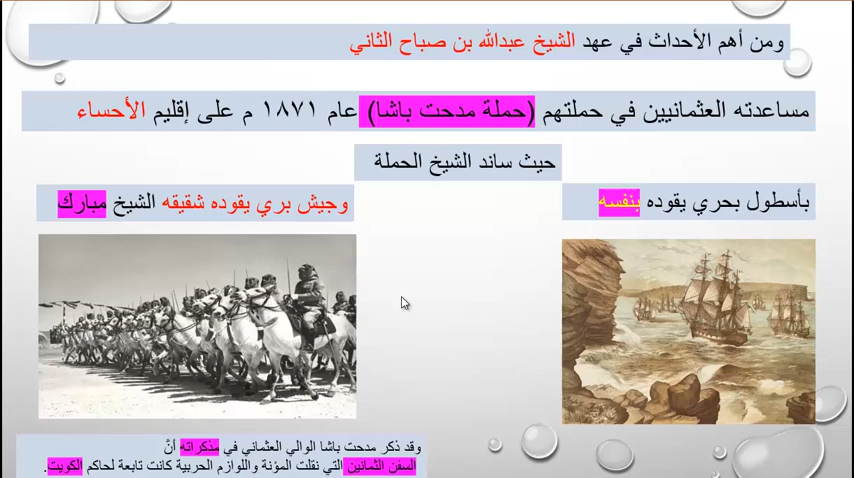 ومن أهم الأحداث في عهد الشيخ عبدالله بن صباح الثاني
مساعدته العثمانيين في حملتهم (حملة مدحت باشا) عام ١٨٧١ م على إقليم الأحساء
حيث ساند الشيخ الحملة
بأسطول بحري يقوده بنفسه
وجيش بري يقوده شقيقه الشيخ مبارك
وقد ذكر مدحت باشا الوالي العثماني في مذكراته أنّ
السفن الثمانين التي نقلت المؤنة واللوازم الحربية كانت تابعة لحاكم الكويت.